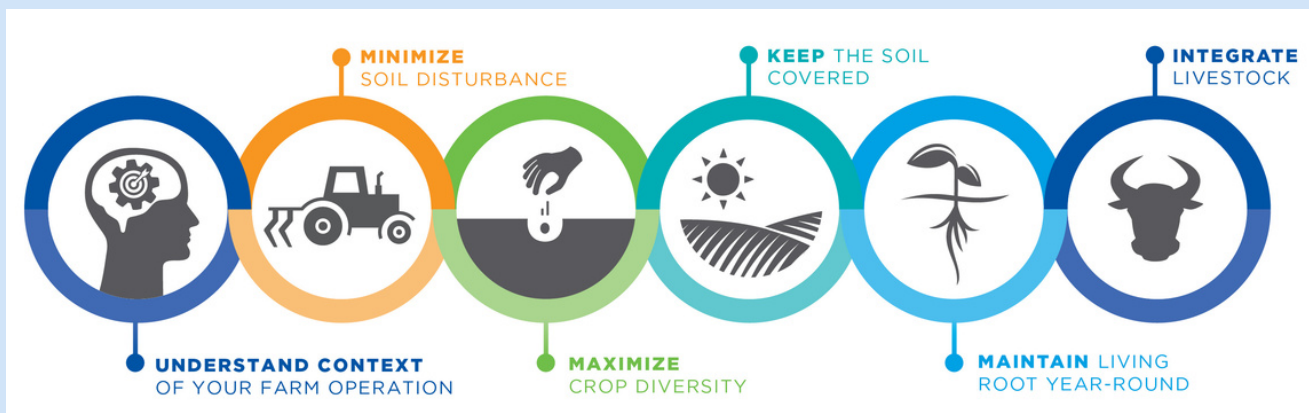 UNDERSTAND CONTEXT
OF YOUR FARM OPERATION
MINIMIZE
SOIL DISTURBANCE
MAXIMIZE
CROP DIVERSITY
KEEP THE SOIL
COVERED
MAINTAIN LIVING
ROOT YEAR-ROUND
INTEGRATE
LIVESTOCK